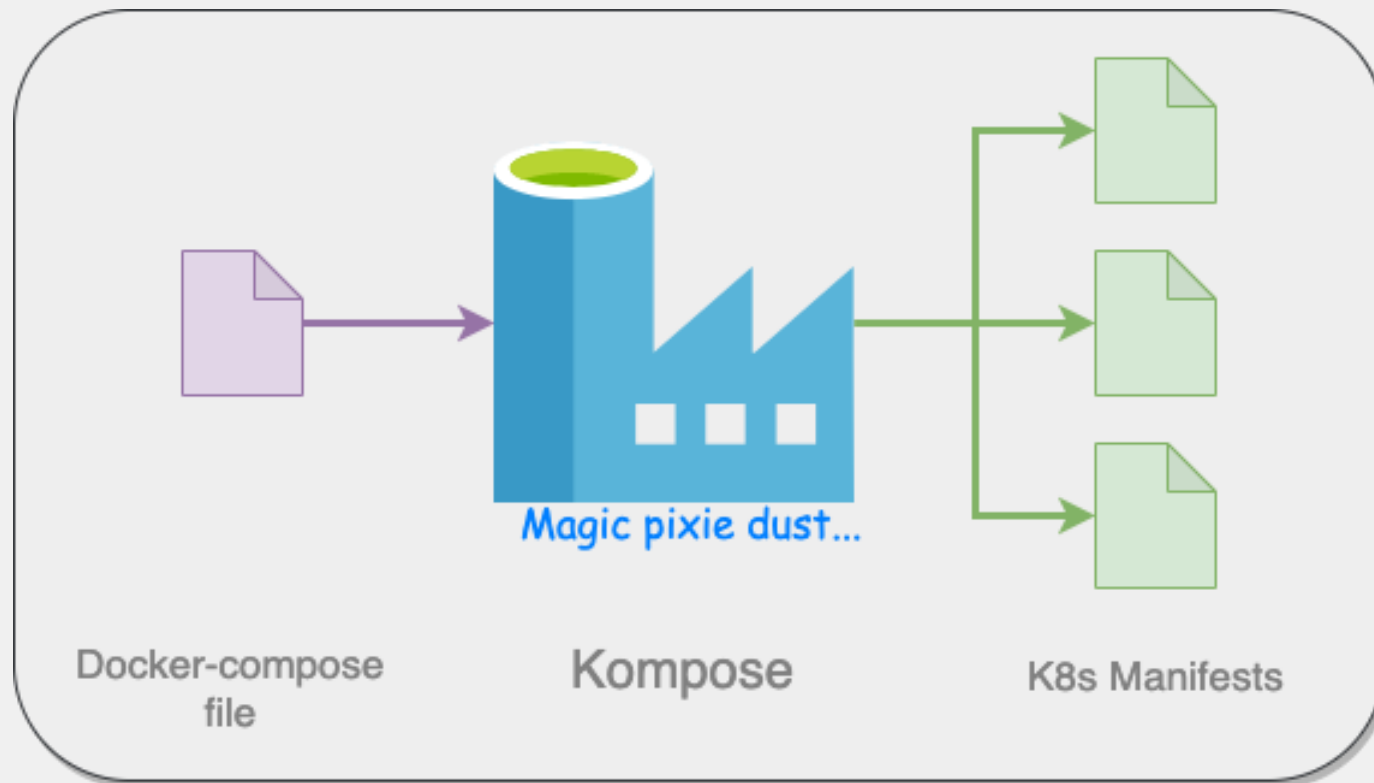 Magic pixie dust...
Docker-compose
file
Kompose
K8s Manifests